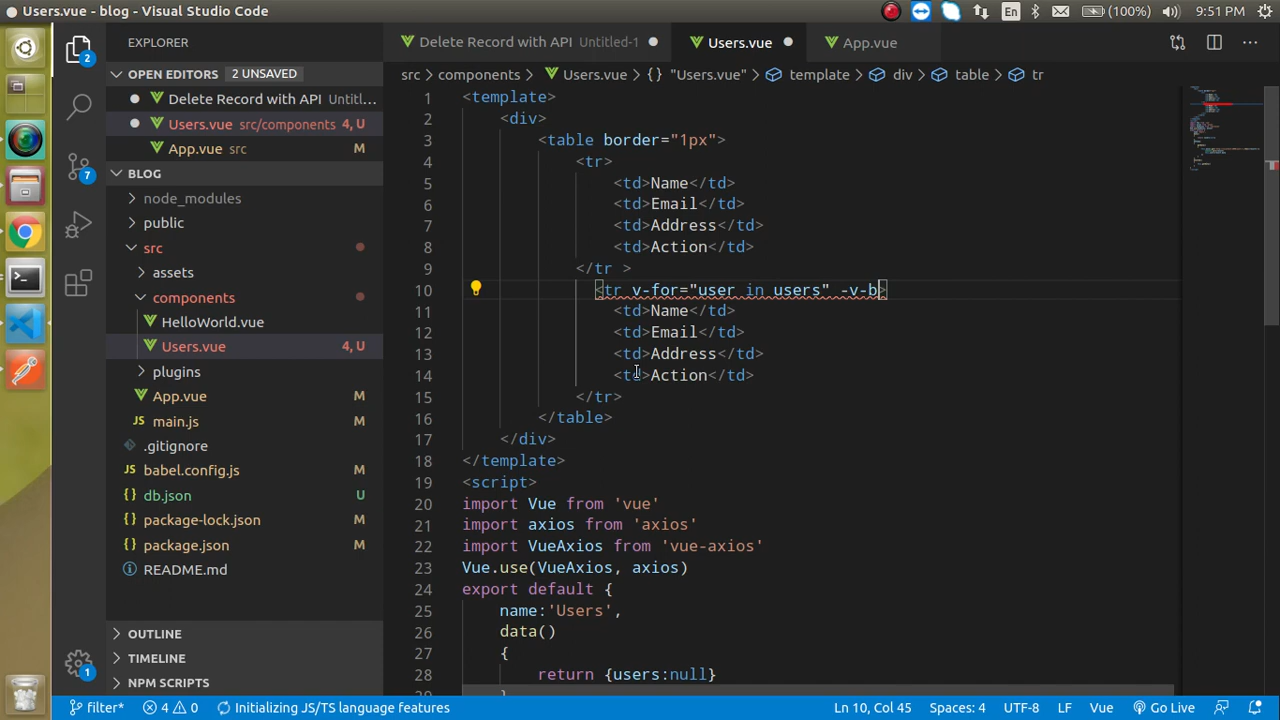 Users.vue - blog - Visual Studio Code
En
(100%)
9:51 PM
EXPLORER
Delete Record with API Untitled-1
Users.vue
App.vue
2
OPEN EDITORS 2 UNSAVED
Delete Record with API Untitl...
Users.vue src/components 4, U
App.vue src M
BLOG
node_modules
public
src
assets
components
HelloWorld.vue
Users.vue 4, U
plugins
App.vue M
main.js M
.gitignore
babel.config.js
db.json U
package-lock.json M
package.json M
README.md
OUTLINE
TIMELINE
NPM SCRIPTS
7
1
src > components > Users.vue > {} "Users.vue" > template > div > table > tr
1 <template>
2 <div>
3 <table border="1px">
4 <tr>
5 <td>Name</td>
6 <td>Email</td>
7 <td>Address</td>
8 <td>Action</td>
9 </tr >
10 <tr v-for="user in users" -v-b>
11 <td>Name</td>
12 <td>Email</td>
13 <td>Address</td>
14 <td>Action</td>
15 </tr>
16 </table>
17 </div>
18 </template>
19 <script>
20 import Vue from 'vue'
21 import axios from 'axios'
22 import VueAxios from 'vue-axios'
23 Vue.use(VueAxios, axios)
24 export default {
25 name:'Users',
26 data()
27 {
28 return {users:null}
29 }
filter* 4 0 Initializing JS/TS language features
Ln 10, Col 45 Spaces: 4 UTF-8 LF Vue Go Live